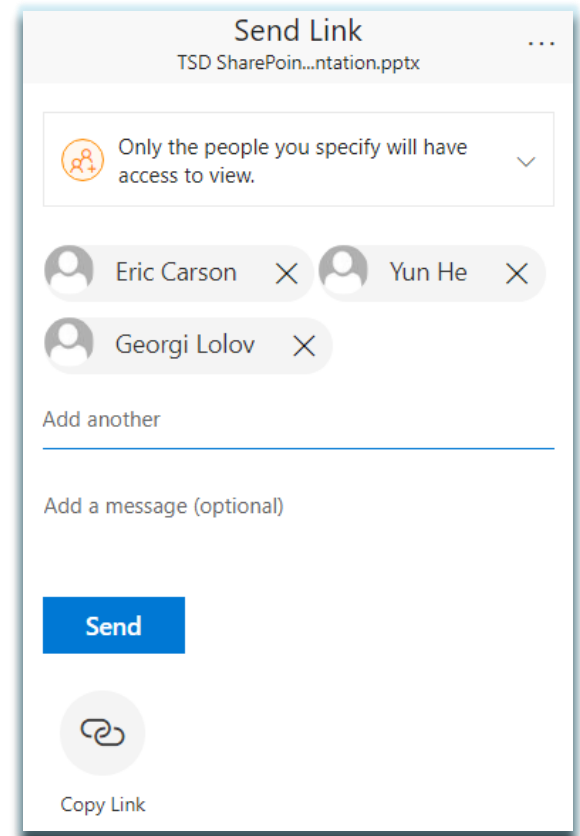 Send Link
...
TSD SharePoin...ntation.pptx
Only the people you specify will have
access to view.
Eric Carson
Yun He
Georgi Lolov
Add another
Add a message (optional)
Send
Copy Link